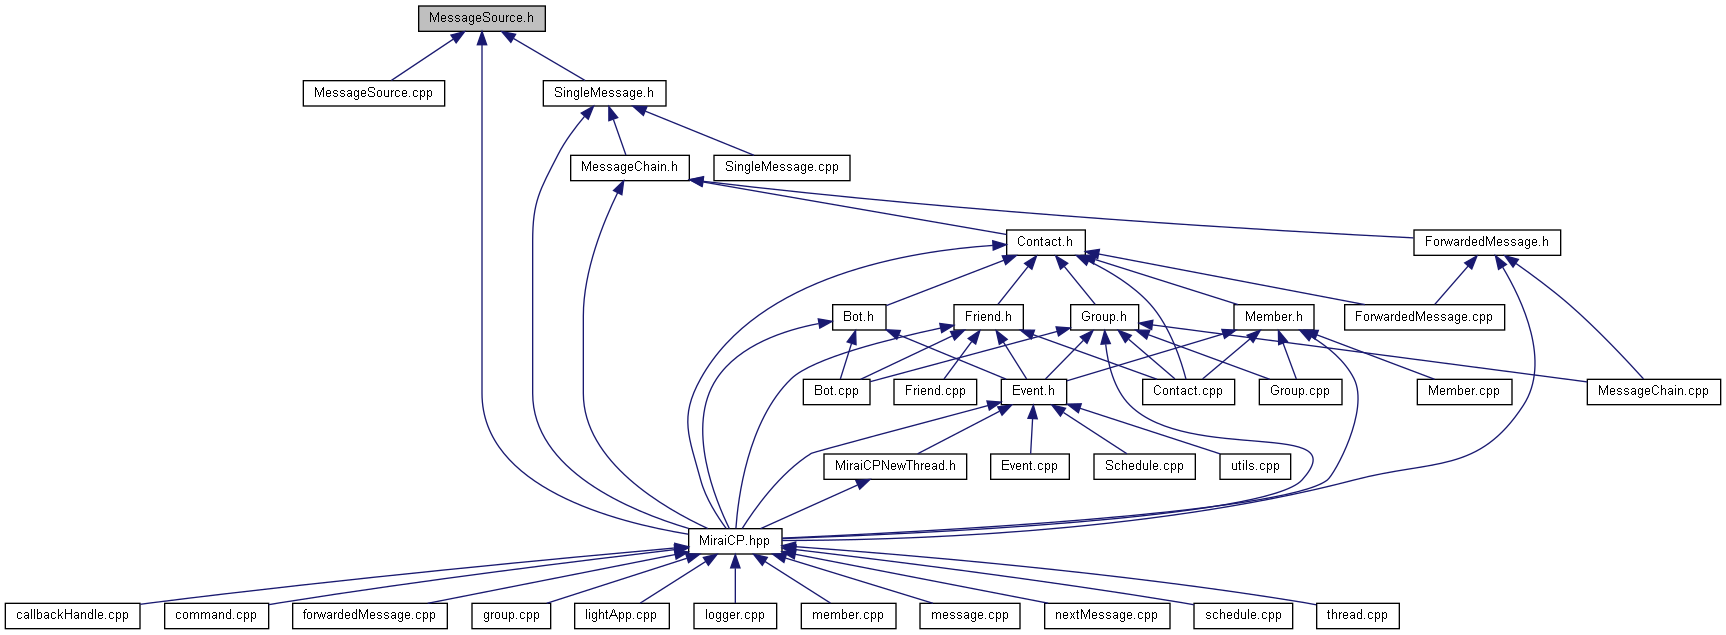 MessageSource.h
MessageSource.cpp
SingleMessage.h
MessageChain.h
SingleMessage.cpp
Contact.h
ForwardedMessage.h
Bot.h
Friend.h
Group.h
Member.h
ForwardedMessage.cpp
Bot.cpp
Friend.cpp
Event.h
Contact.cpp
Group.cpp
Member.cpp
MessageChain.cpp
MiraiCPNewThread.h
Event.cpp
Schedule.cpp
utils.cpp
MiraiCP.hpp
callbackHandle.cpp
command.cpp
forwardedMessage.cpp
group.cpp
lightApp.cpp
logger.cpp
member.cpp
message.cpp
nextMessage.cpp
schedule.cpp
thread.cpp